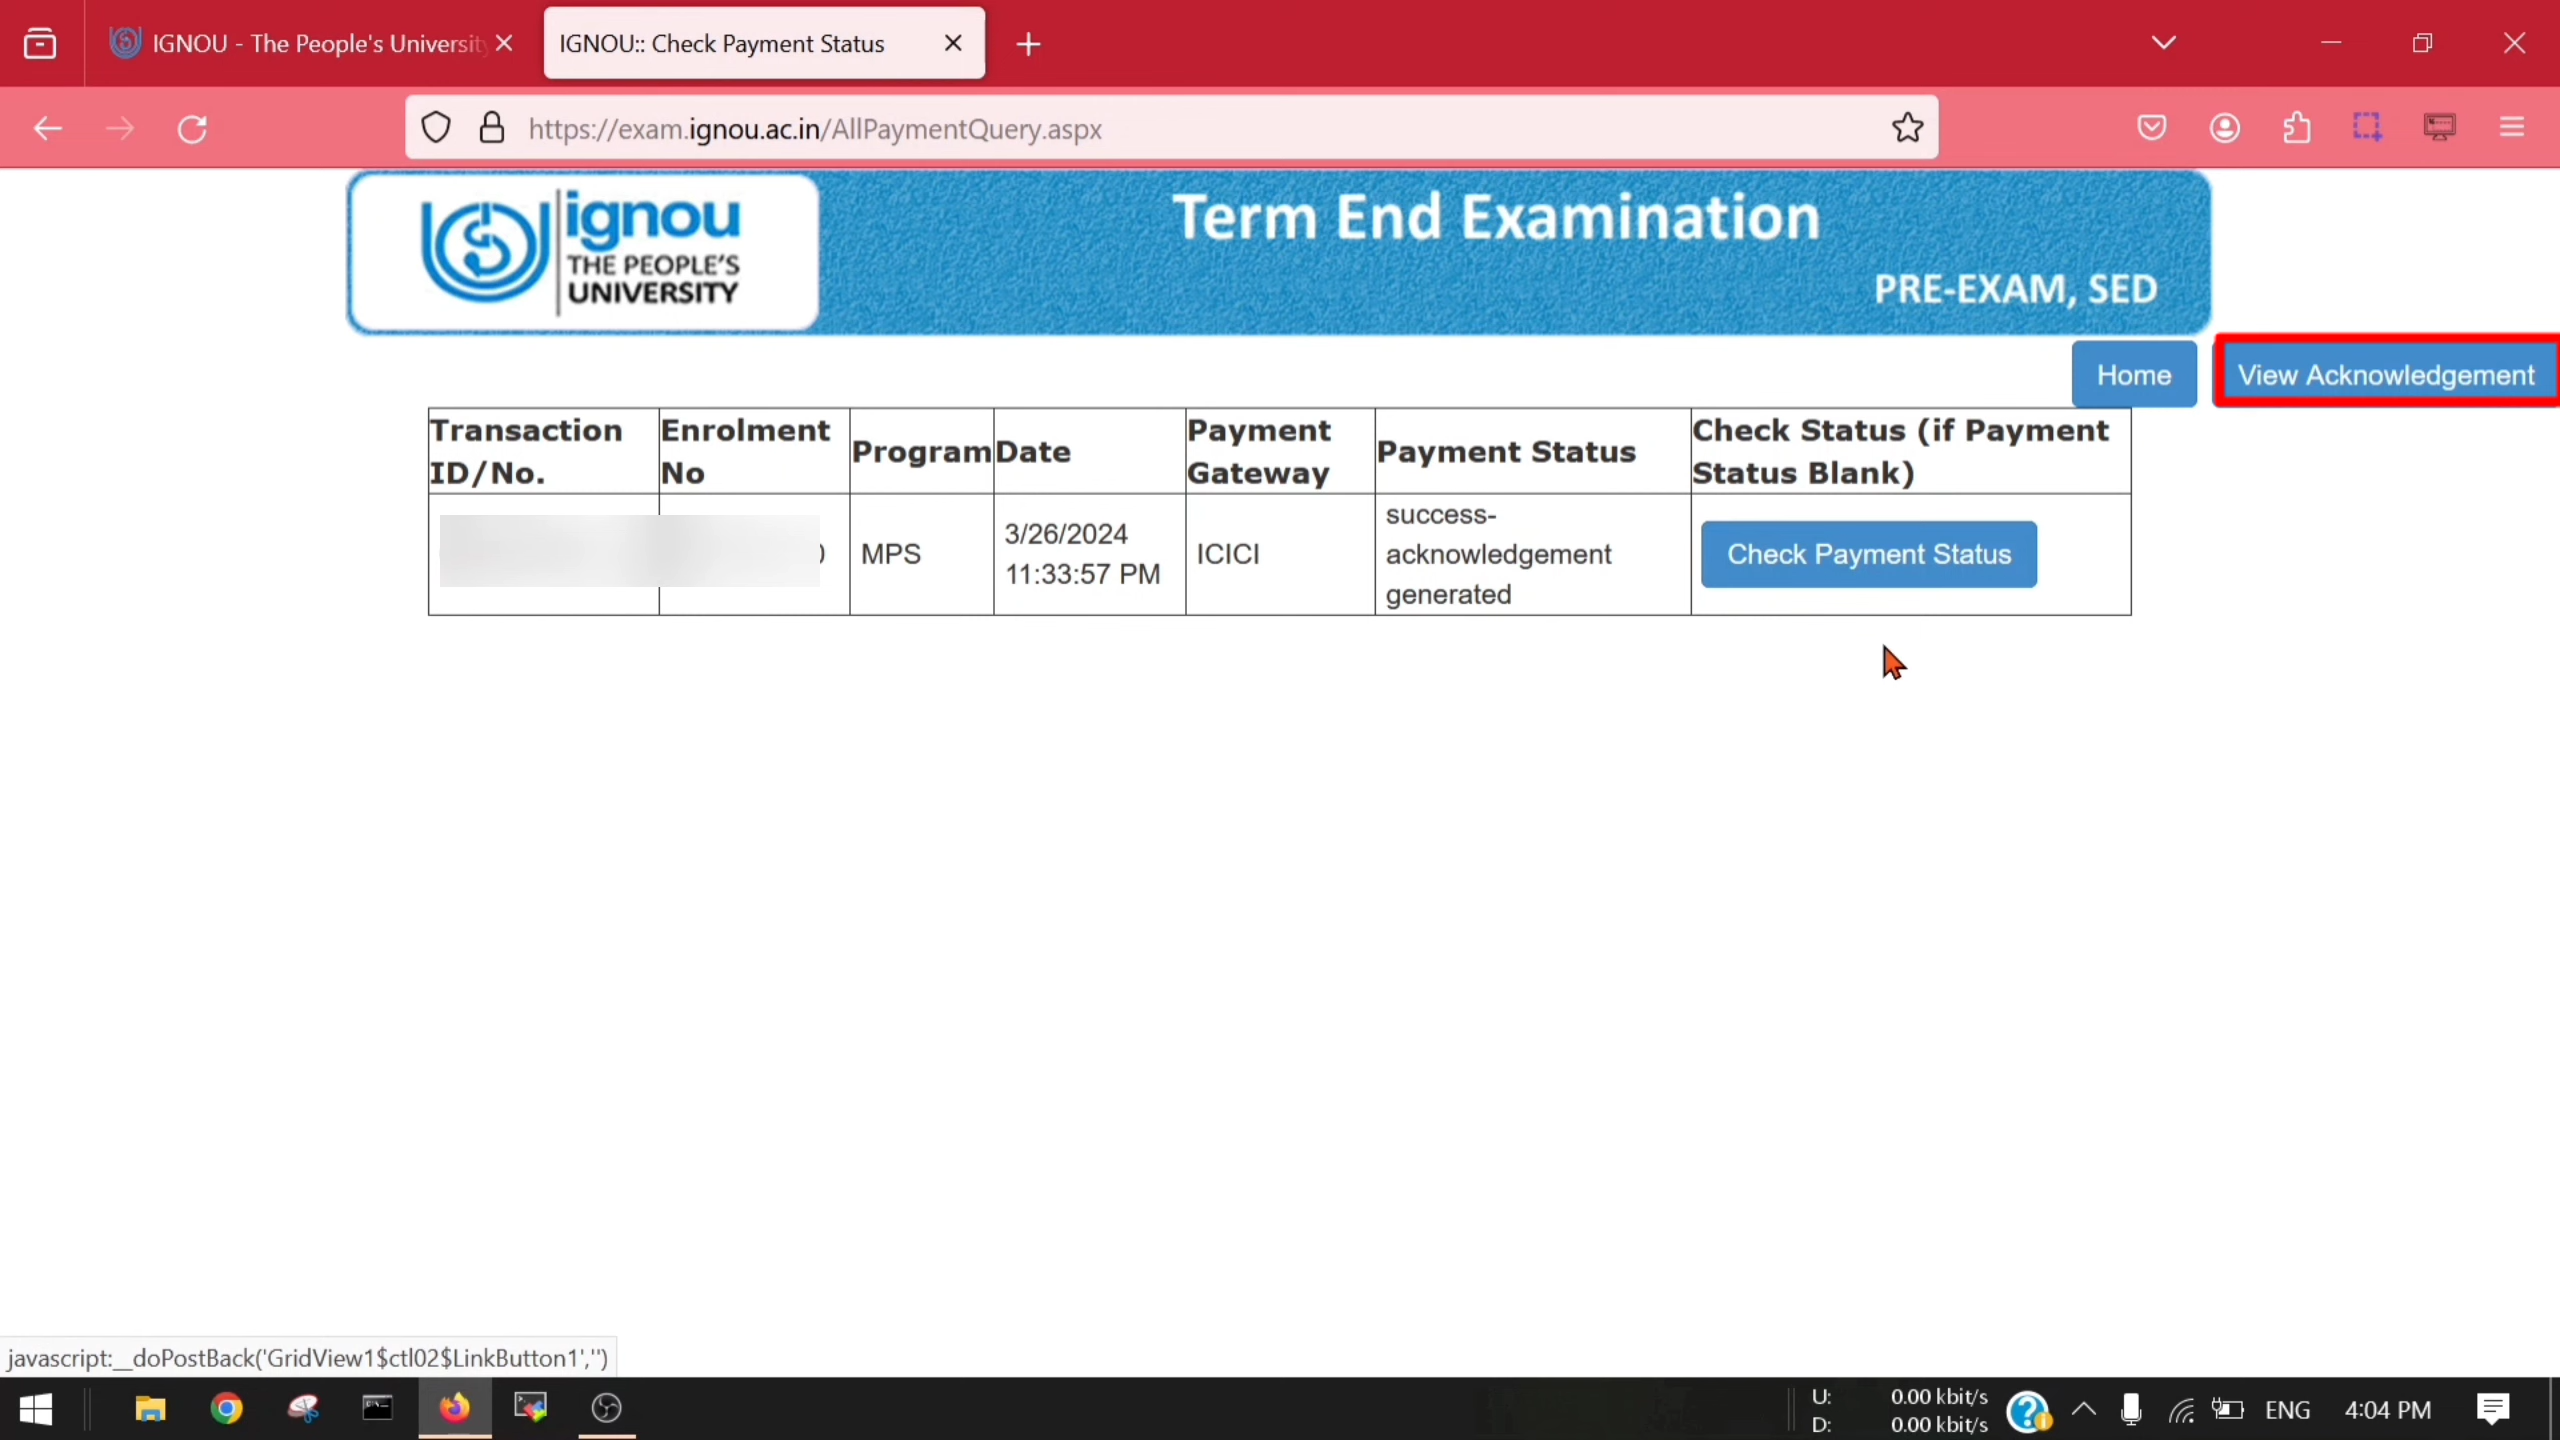 IGNOU - The People's Universit
IGNOU:: Check Payment Status
https://exam.ignou.ac.in/AllPaymentQuery.aspx
ignou
THE PEOPLE'S
UNIVERSITY
Term End Examination
PRE-EXAM, SED
Home
View Acknowledgement
Transaction ID/No.
Enrolment No
Program
Date
Payment Gateway
Payment Status
Check Status (if Payment Status Blank)
MPS
3/26/2024
11:33:57 PM
ICICI
success-
acknowledgement
generated
Check Payment Status
javascript:__doPostBack('GridView1$ctl02$LinkButton1','')
U: 0.00 kbit/s
D: 0.00 kbit/s
ENG
4:04 PM